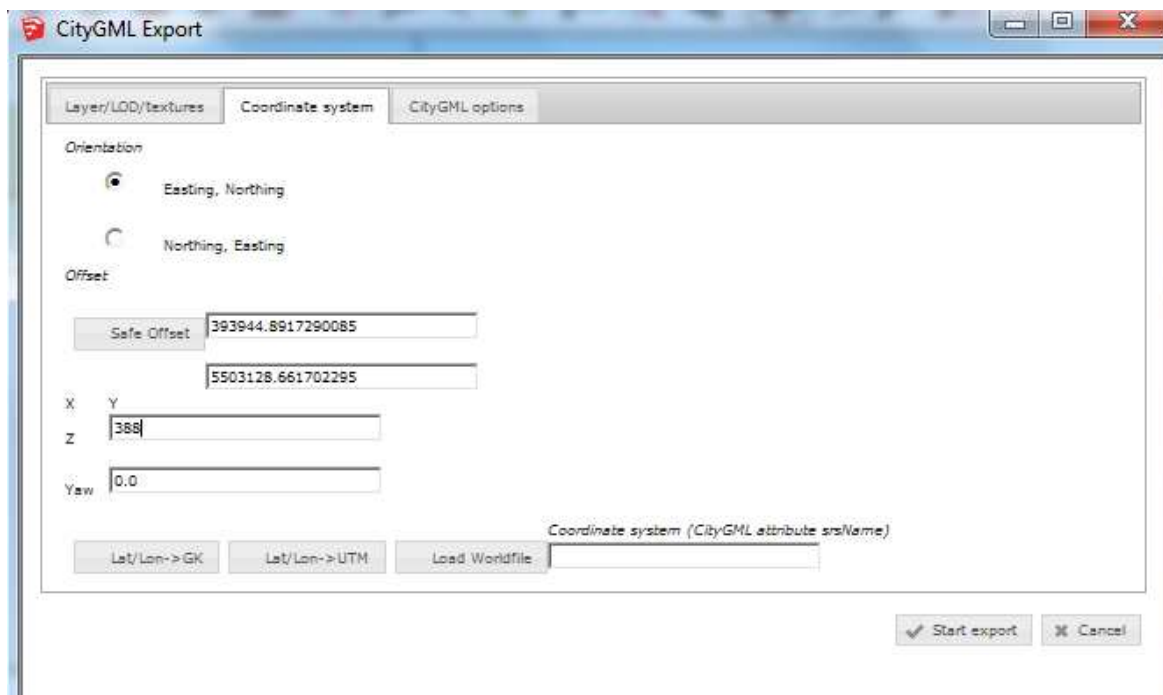 CityGML Export
Layer/LOD/textures Coordinate system CityGML options
Orientation
Easting, Northing
Northing, Easting
Offset
Safe Offset 393944.8917290085
5503128.661702295
X Y
Z 388
Yaw 0.0
Coordinate system (CityGML attribute srsName)
Lat/Lon->GK Lat/Lon->UTM Load Worldfile
Start export Cancel